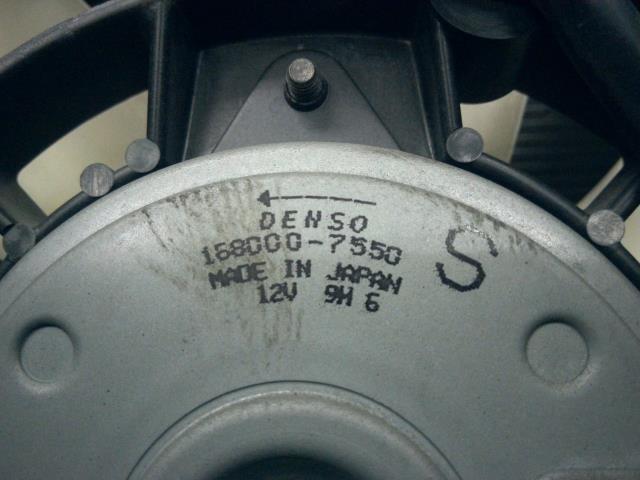 DENSO
168000-7550
MADE IN JAPAN
12V 9H 6
S